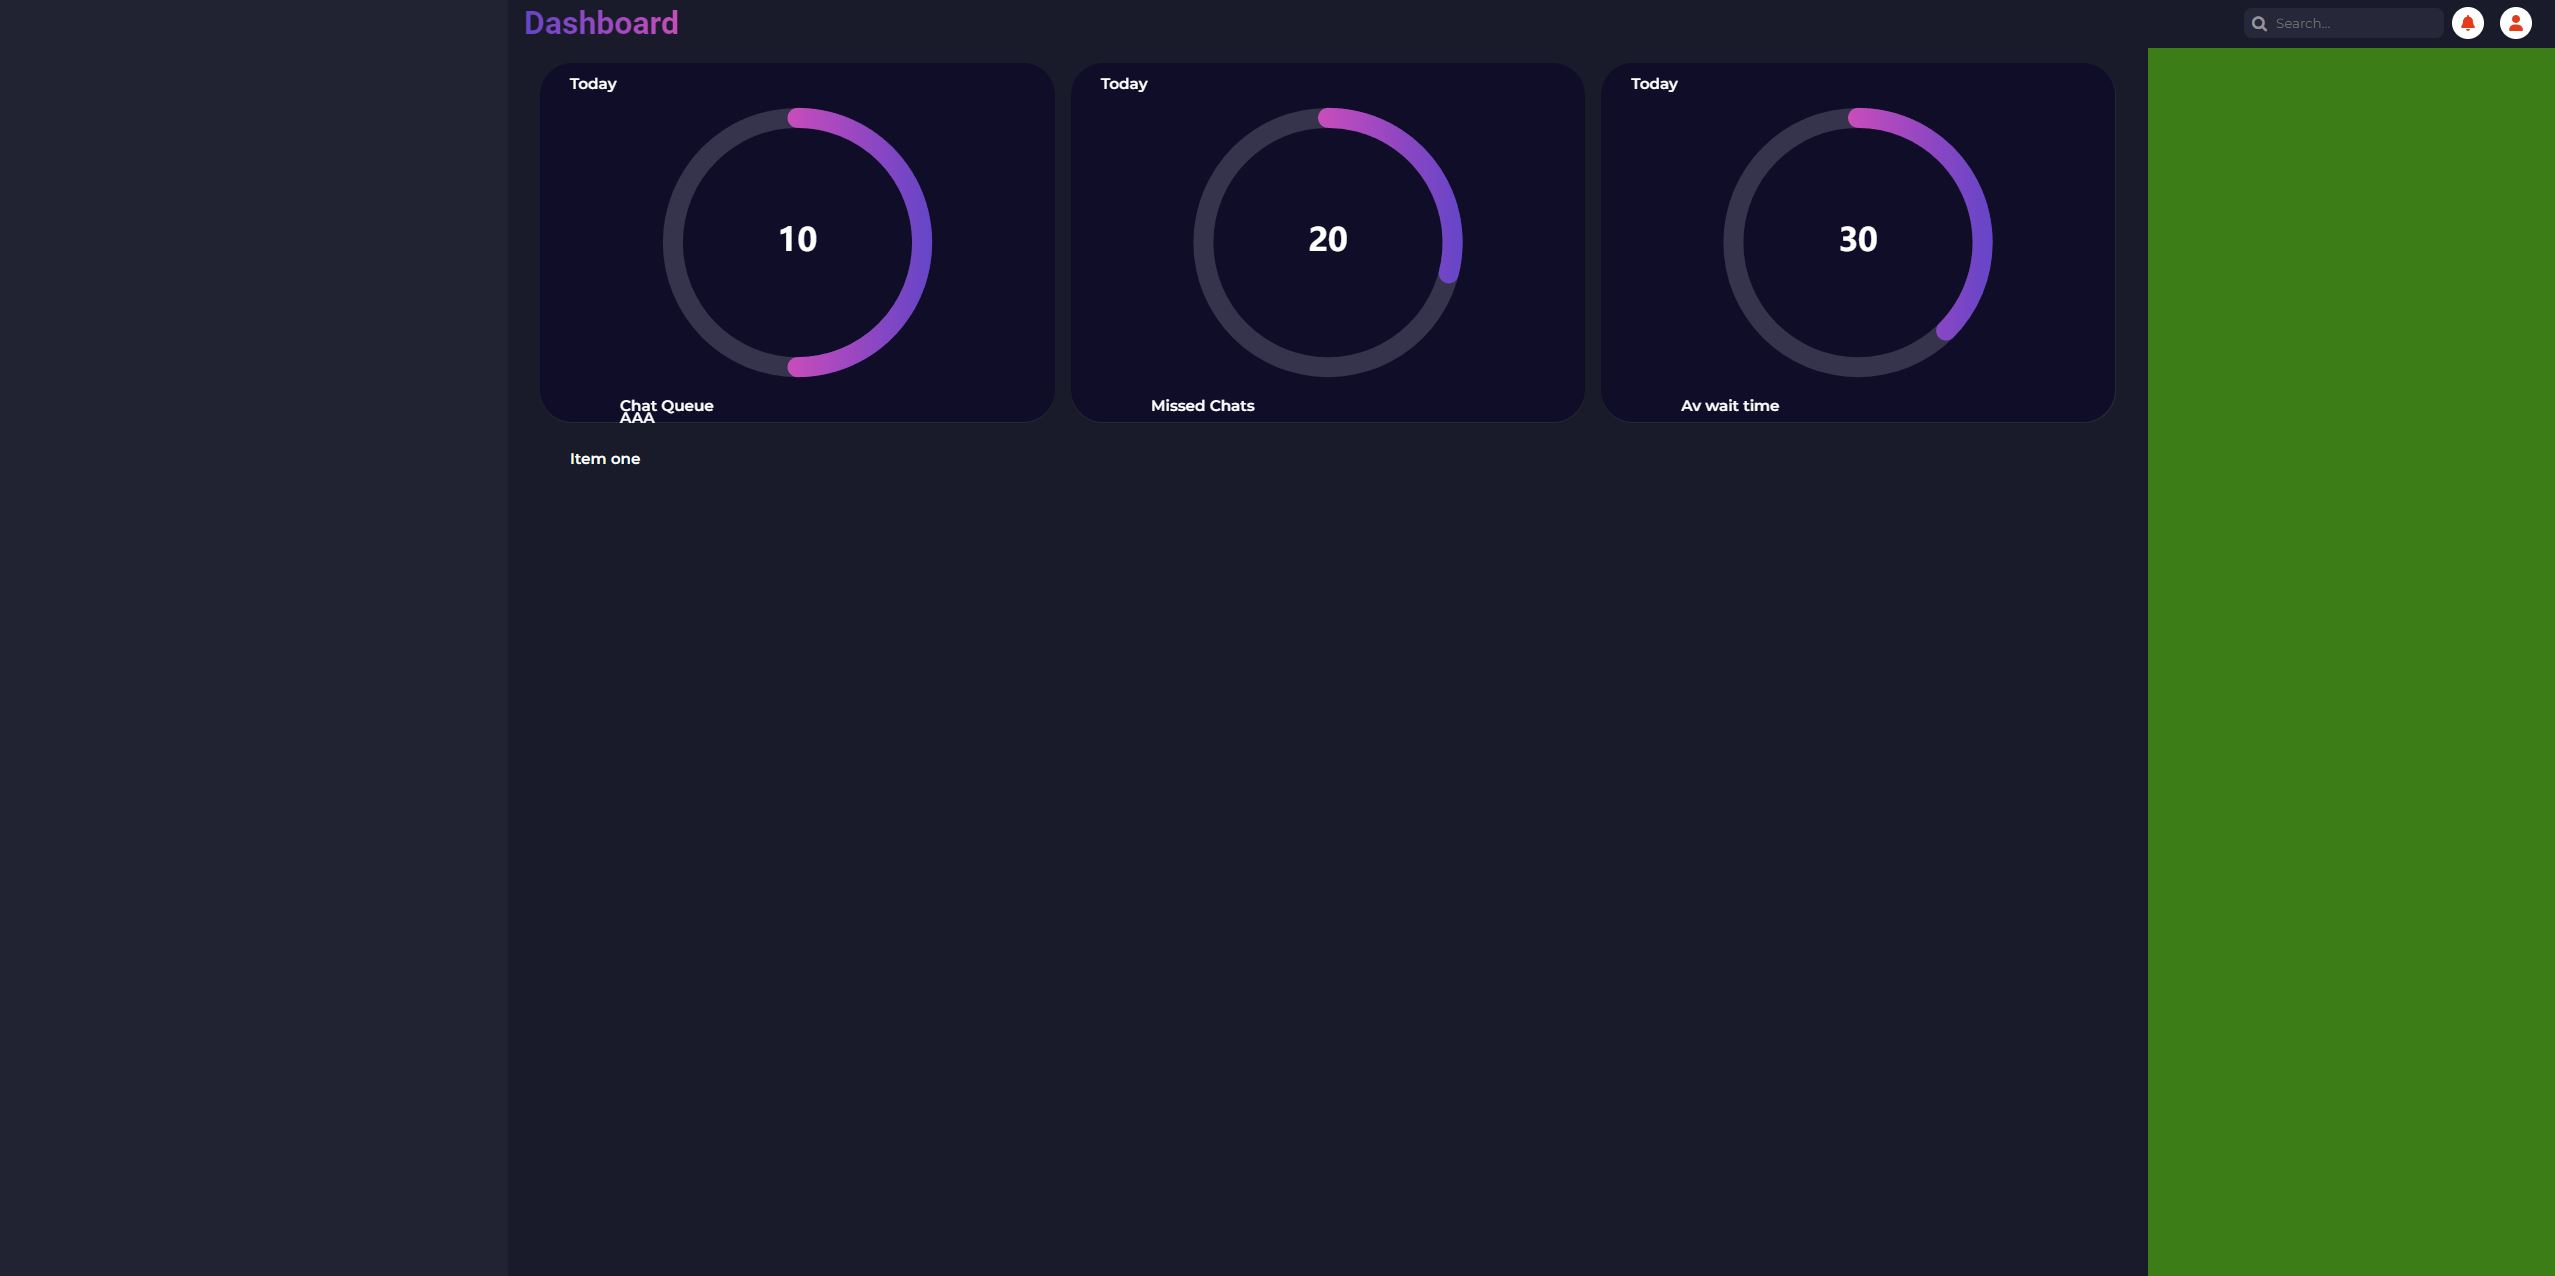 Dashboard
Search...
Today
Today
Today
10
20
30
Chat Queue
AAA
Missed Chats
Av wait time
Item one